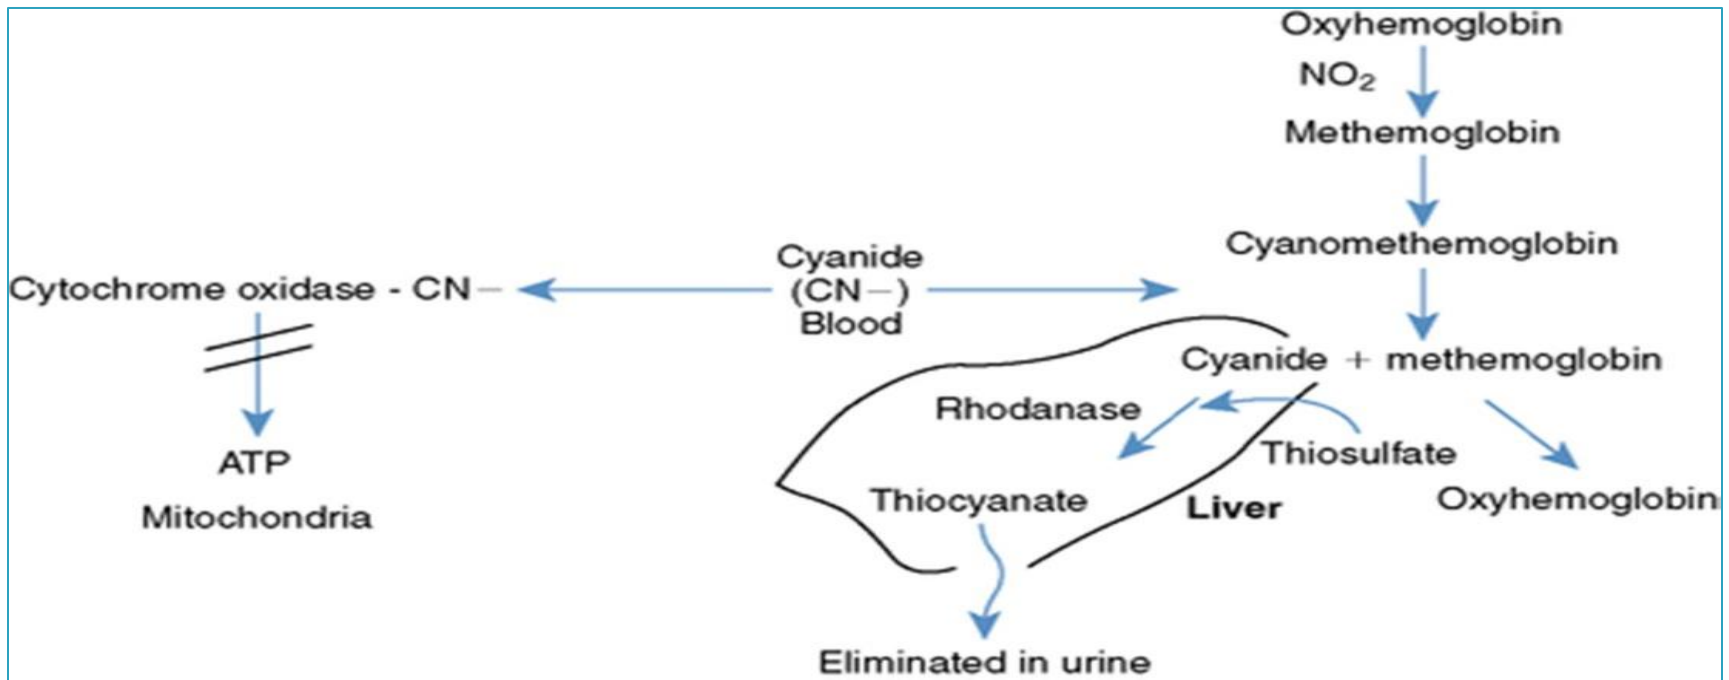 Oxyhemoglobin
NO₂
Methemoglobin
Cyanomethemoglobin
Cytochrome oxidase - CN−
Cyanide
(CN−)
Blood
Cyanide + methemoglobin
Rhodanase
Thiosulfate
ATP
Thiocyanate
Liver
Oxyhemoglobin
Mitochondria
Eliminated in urine